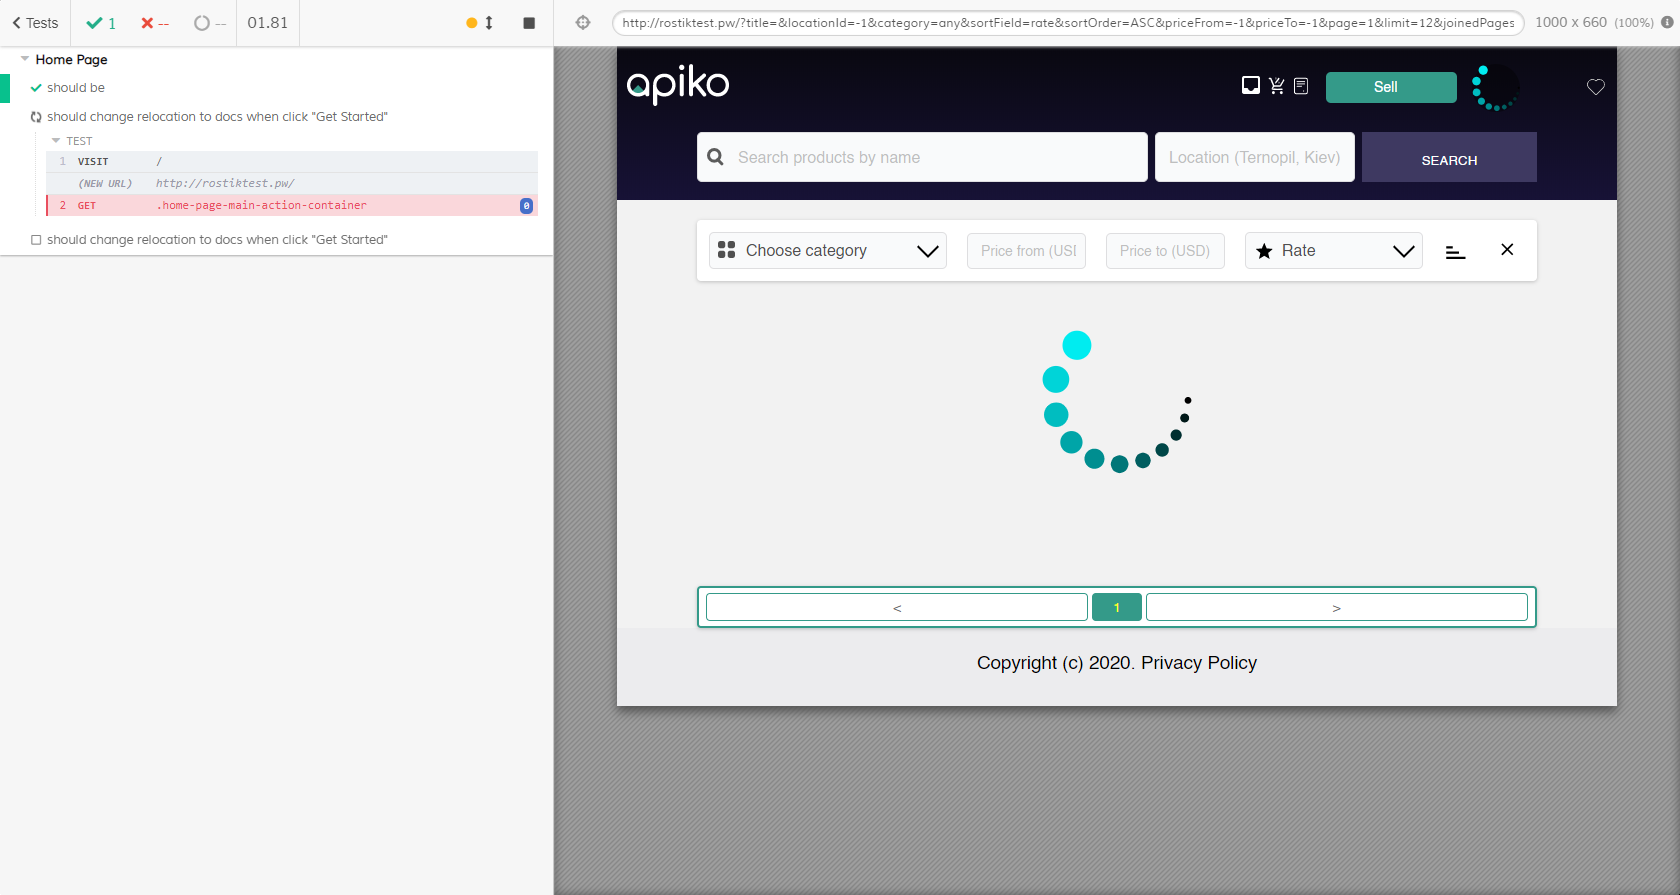 Tests 1 -- -- 01.81
http://rostiktest.pw/?title=&locationId=-1&category=any&sortField=rate&sortOrder=ASC&priceFrom=-1&priceTo=-1&page=1&limit=12&joinedPages 1000 x 660 (100%)
Home Page
should be
should change relocation to docs when click "Get Started"
TEST
1 VISIT /
(NEW URL) http://rostiktest.pw/
2 GET .home-page-main-action-container 0
should change relocation to docs when click "Get Started"
apiko
Sell
Search products by name
Location (Ternopil, Kiev)
SEARCH
Choose category
Price from (USI
Price to (USD)
Rate
< 1 >
Copyright (c) 2020. Privacy Policy